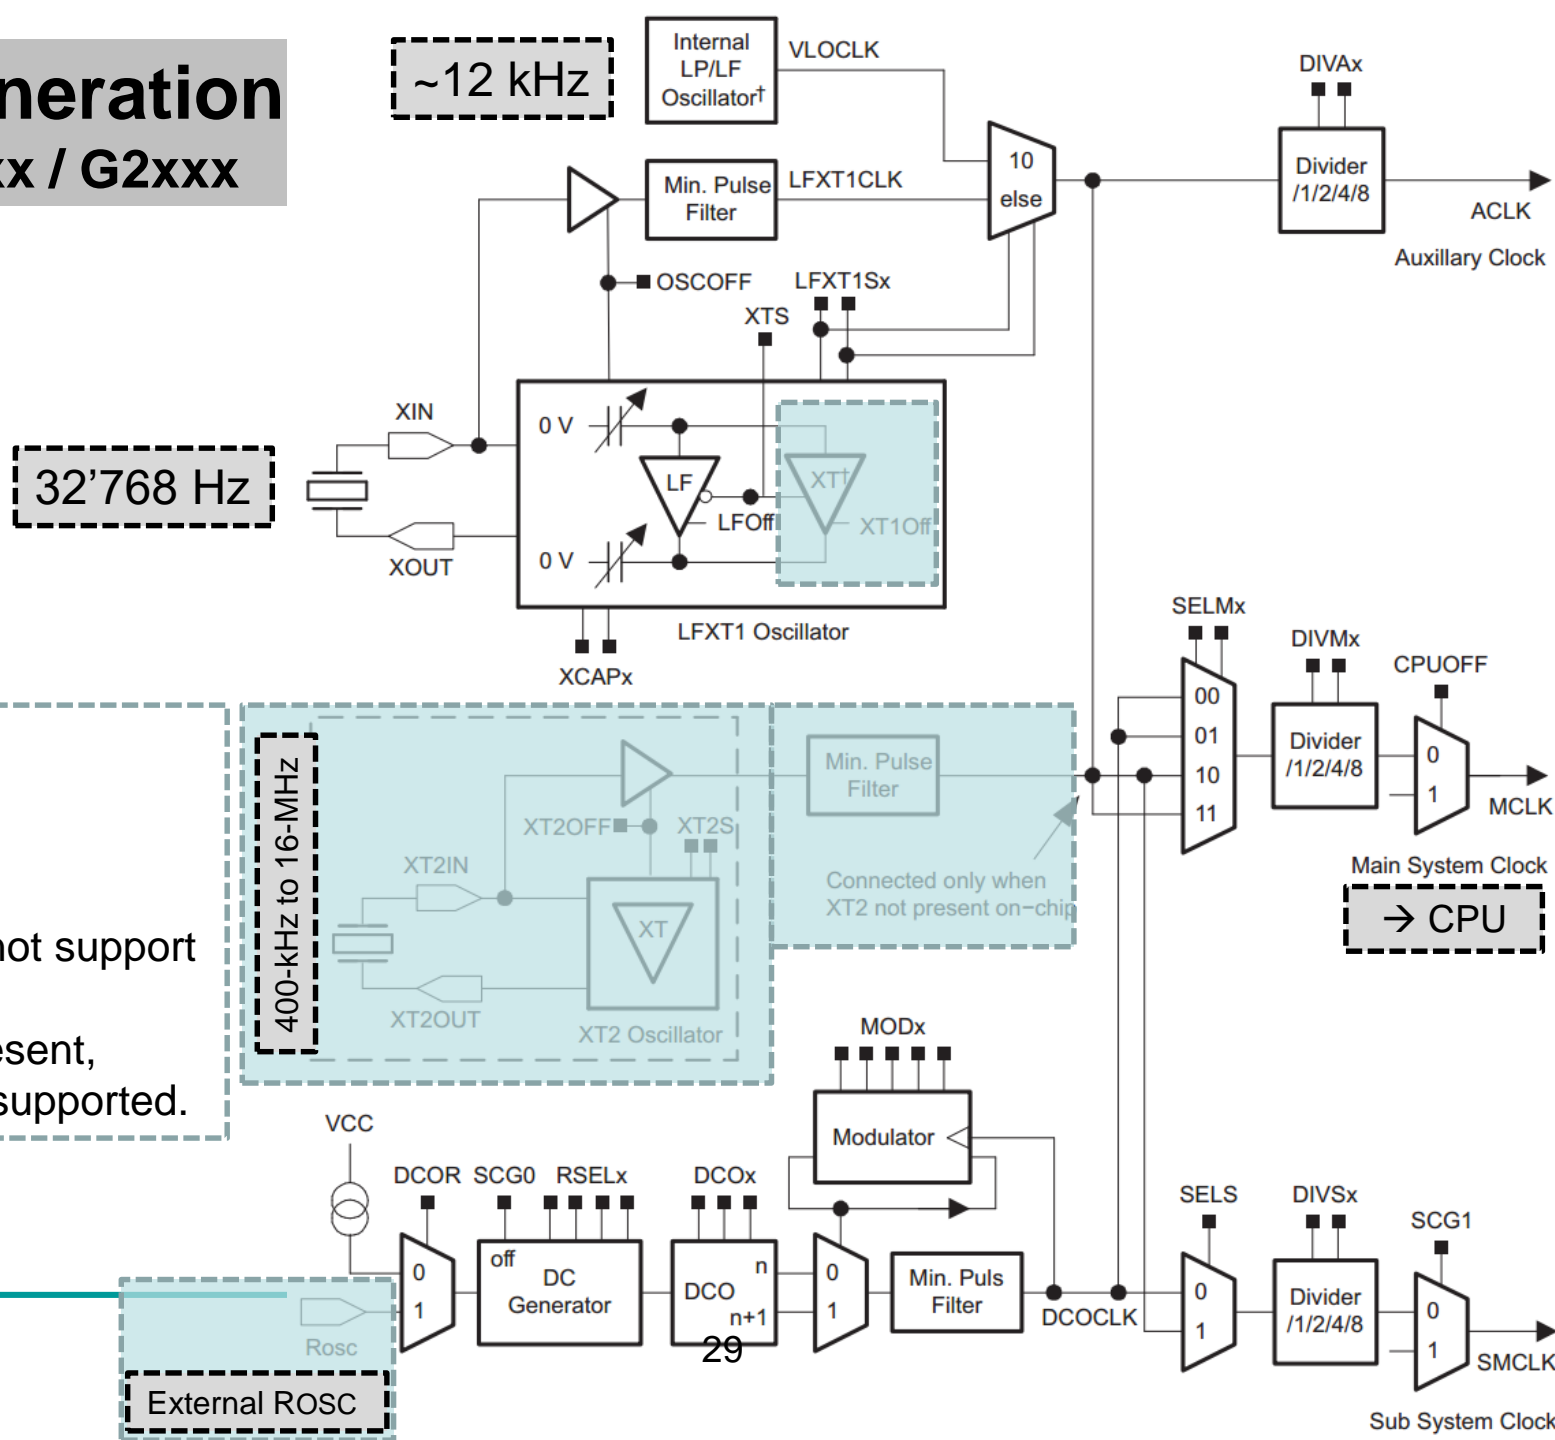 neration
xx / G2xxx
~12 kHz
Internal
LP/LF
Oscillator†
VLOCLK
DIVAx
Min. Pulse
Filter
LFXT1CLK
10
else
Divider
/1/2/4/8
ACLK
Auxillary Clock
OSCOFF
LFXT1Sx
XTS
XIN
0 V
32’768 Hz
LF
XT†
LFOff
XT1Off
0 V
XOUT
LFXT1 Oscillator
XCAPx
SELMx
DIVMx
CPUOFF
00
01
10
11
Divider
/1/2/4/8
0
1
MCLK
Main System Clock
→ CPU
400-kHz to 16-MHz
Min. Pulse
Filter
XT2OFF
XT2S
XT2IN
XT
Connected only when
XT2 not present on−chip
XT2OUT
XT2 Oscillator
not support
esent,
supported.
MODx
Modulator
VCC
DCOR
SCG0
RSELx
DCOx
0
1
off
DC
Generator
DCO
n
n+1
0
1
Min. Puls
Filter
DCOCLK
SELS
DIVSx
SCG1
0
1
Divider
/1/2/4/8
0
1
SMCLK
Sub System Clock
Rosc
External ROSC
29